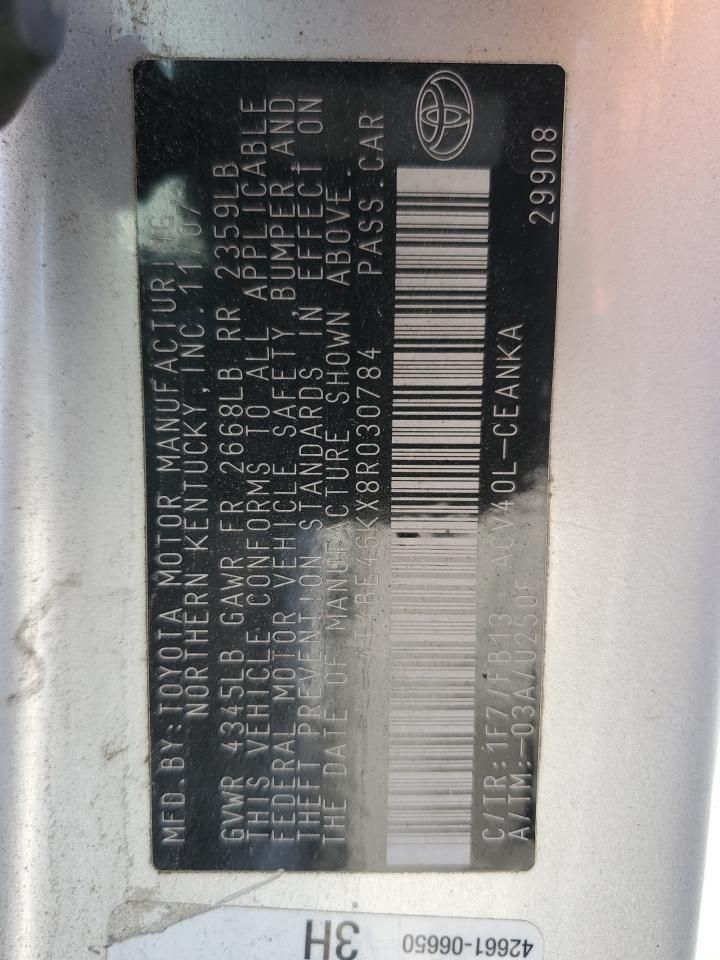 MFD.BY: TOYOTA MOTOR MANUFACTURING,
NORTHERN KENTUCKY, INC. 11/07
GVWR 4345LB GAWR FR 2668LB RR 2359LB
THIS VEHICLE CONFORMS TO ALL APPLICABLE
FEDERAL MOTOR VEHICLE SAFETY, BUMPER, AND
THEFT PREVENTION STANDARDS IN EFFECT ON
THE DATE OF MANUFACTURE SHOWN ABOVE.
4T1BE46KX8R030784 PASS.CAR
C/TR: 1F7/FB13 ACV40L-CEANKA
A/TM: -03A/U250E
29908
3H
42661-06650